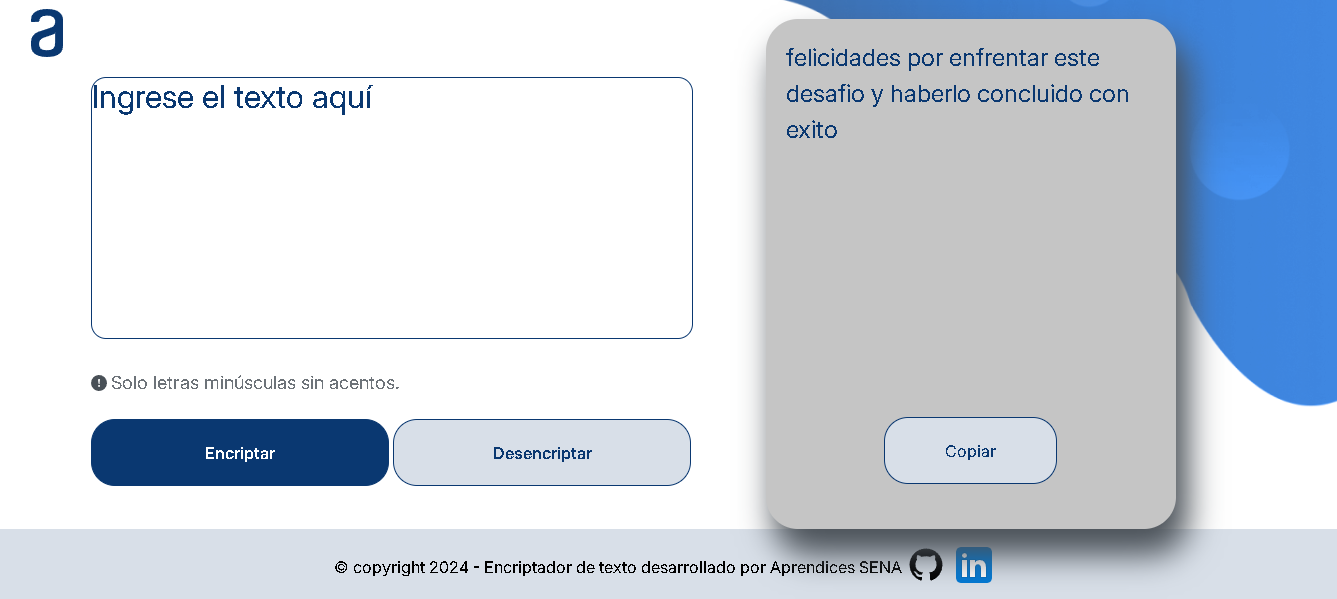 a
Ingrese el texto aquí
felicidades por enfrentar este
desafio y haberlo concluido con
exito
Solo letras minúsculas sin acentos.
Encriptar
Desencriptar
Copiar
© copyright 2024 - Encriptador de texto desarrollado por Aprendices SENA
in